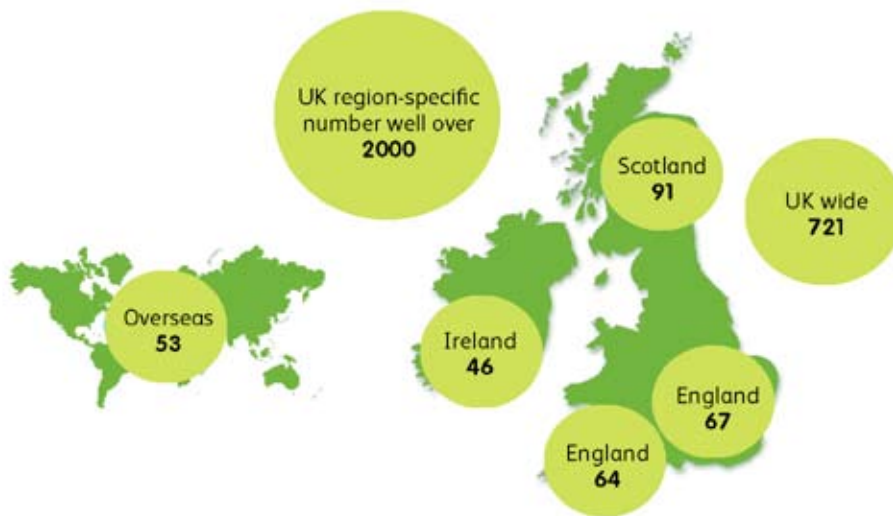 UK region-specific
number well over
2000
Scotland
91
UK wide
721
Overseas
53
Ireland
46
England
67
England
64